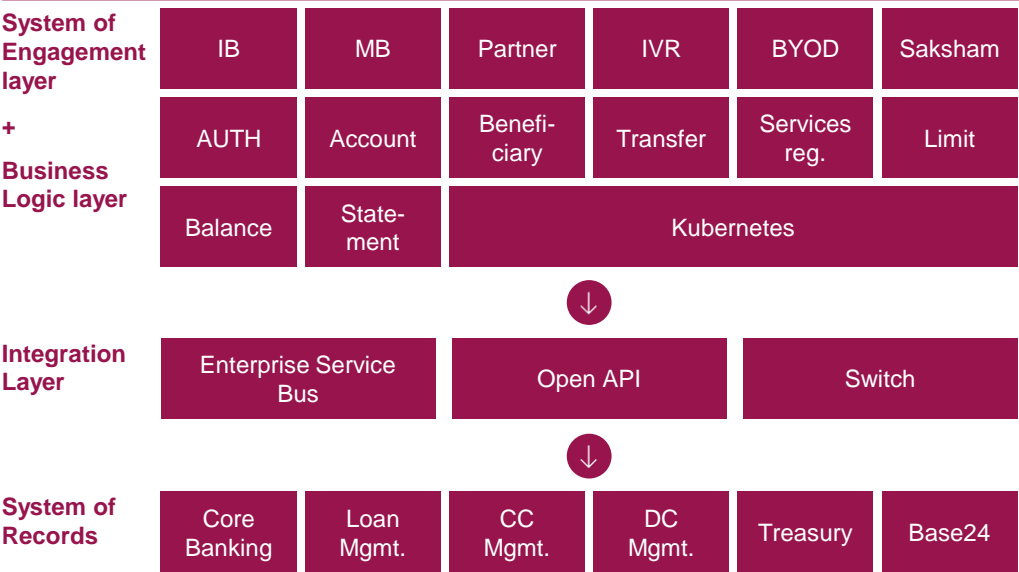 System of
Engagement
layer
+
Business
Logic layer
IB
MB
Partner
IVR
BYOD
Saksham
AUTH
Account
Benefi-
ciary
Transfer
Services
reg.
Limit
Balance
State-
ment
Kubernetes
↓
Integration
Layer
Enterprise Service
Bus
Open API
Switch
↓
System of
Records
Core
Banking
Loan
Mgmt.
CC
Mgmt.
DC
Mgmt.
Treasury
Base24